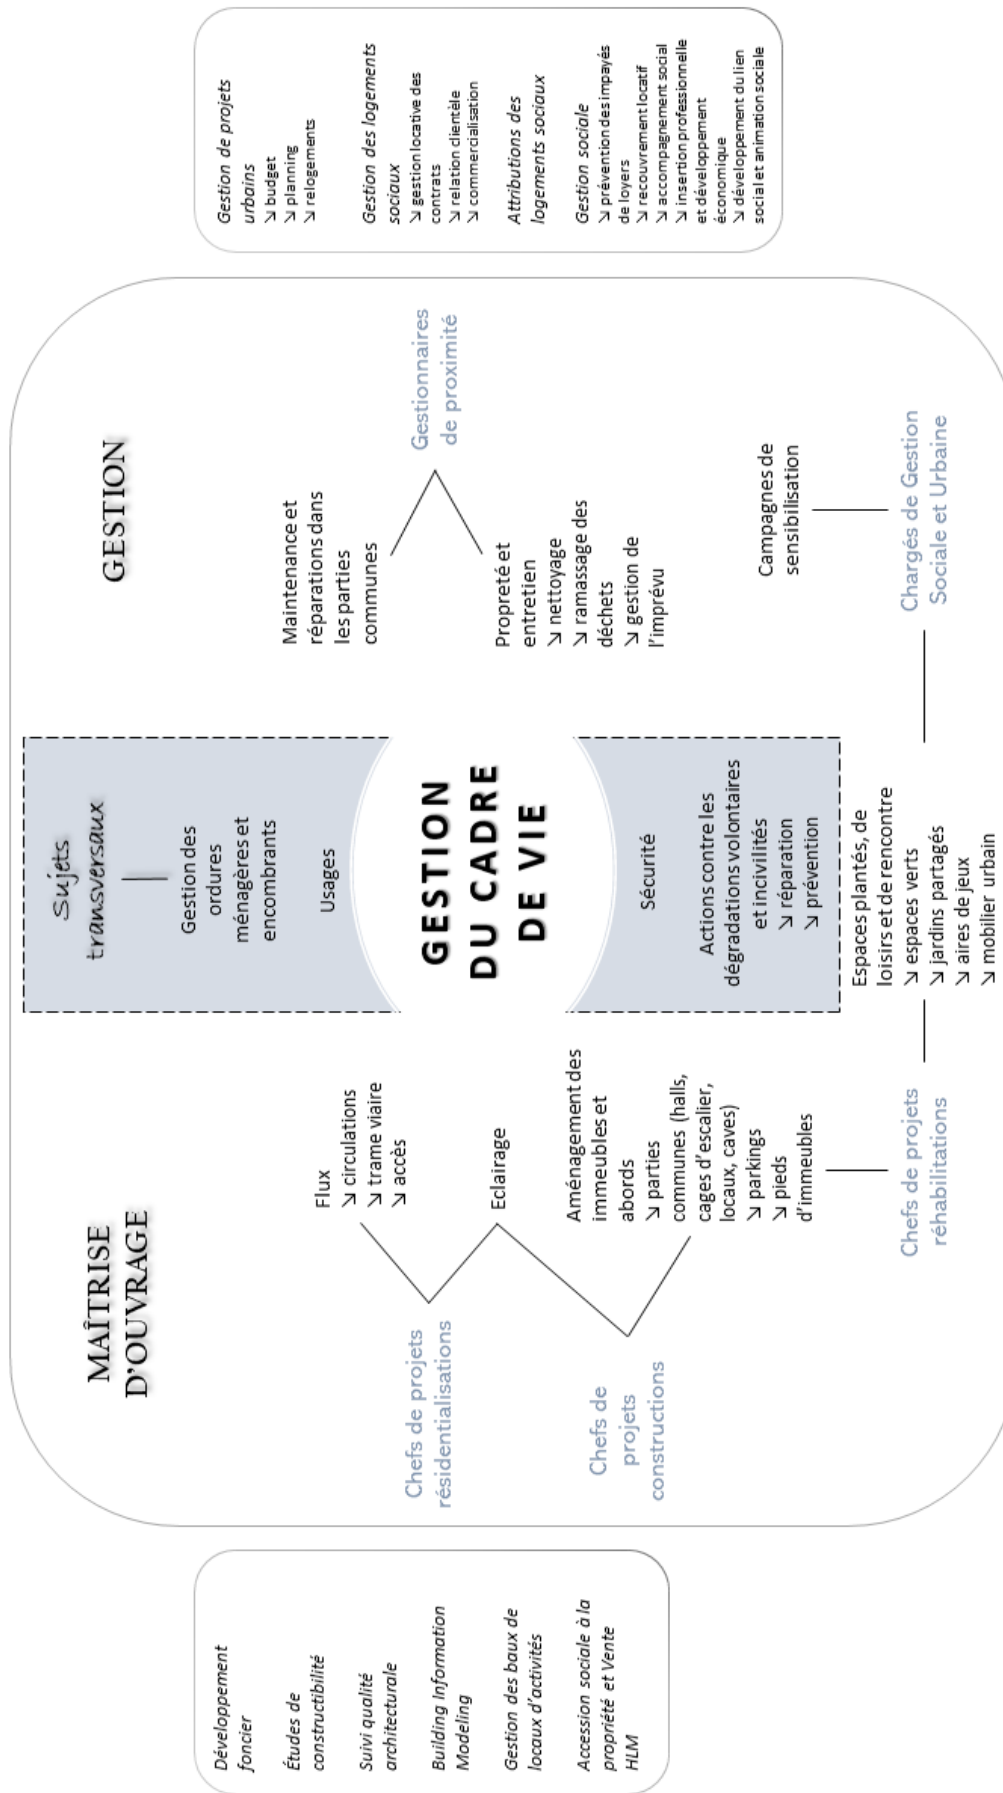 Développement
foncier
Études de
constructibilité
Suivi qualité
architecturale
Building Information
Modeling
Gestion des baux de
locaux d'activités
Accession sociale à la
propriété et Vente
HLM
MAÎTRISE
D'OUVRAGE
Chefs de projets
résidentialisations
Chefs de
projets
constructions
Flux
↘ circulations
↘ trame viaire
↘ accès
Eclairage
Aménagement des
immeubles et
abords
↘ parties
communes (halls,
cages d'escalier,
locaux, caves)
↘ parkings
↘ pieds
d'immeubles
Chefs de projets
réhabilitations
Sujets
transversaux
Gestion des
ordures
ménagères et
encombrants
Usages
GESTION
DU CADRE
DE VIE
Sécurité
Actions contre les
dégradations volontaires
et incivilités
↘ réparation
↘ prévention
Espaces plantés, de
loisirs et de rencontre
↘ espaces verts
↘ jardins partagés
↘ aires de jeux
↘ mobilier urbain
GESTION
Maintenance et
réparations dans
les parties
communes
Propreté et
entretien
↘ nettoyage
↘ ramassage des
déchets
↘ gestion de
l'imprévu
Gestionnaires
de proximité
Campagnes de
sensibilisation
Chargés de Gestion
Sociale et Urbaine
Gestion de projets
urbains
↘ budget
↘ planning
↘ relogements
Gestion des logements
sociaux
↘ gestion locative des
contrats
↘ relation clientèle
↘ commercialisation
Attributions des
logements sociaux
Gestion sociale
↘ prévention des impayés
de loyers
↘ recouvrement locatif
↘ accompagnement social
↘ insertion professionnelle
et développement
économique
↘ développement du lien
social et animation sociale